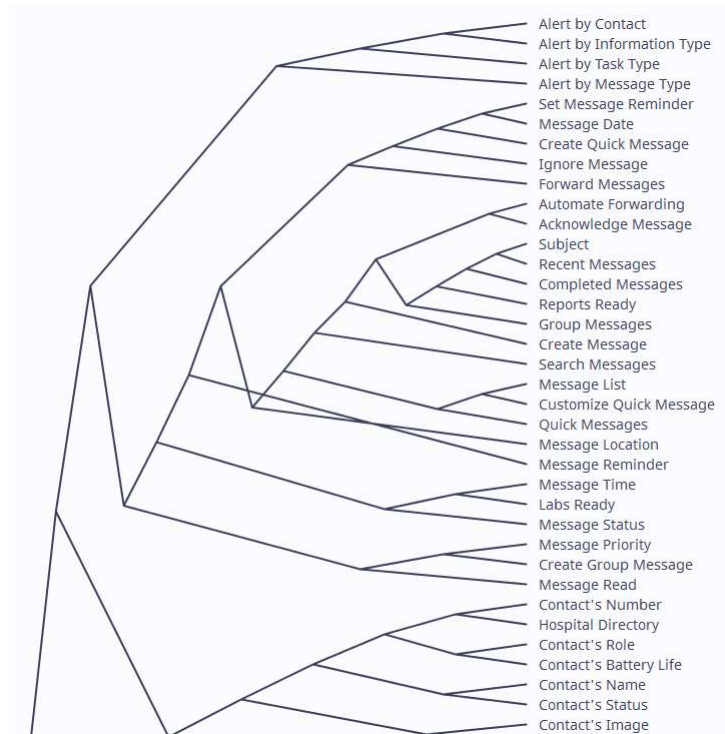 Alert by Contact
Alert by Information Type
Alert by Task Type
Alert by Message Type
Set Message Reminder
Message Date
Create Quick Message
Ignore Message
Forward Messages
Automate Forwarding
Acknowledge Message
Subject
Recent Messages
Completed Messages
Reports Ready
Group Messages
Create Message
Search Messages
Message List
Customize Quick Message
Quick Messages
Message Location
Message Reminder
Message Time
Labs Ready
Message Status
Message Priority
Create Group Message
Message Read
Contact's Number
Hospital Directory
Contact's Role
Contact's Battery Life
Contact's Name
Contact's Status
Contact's Image